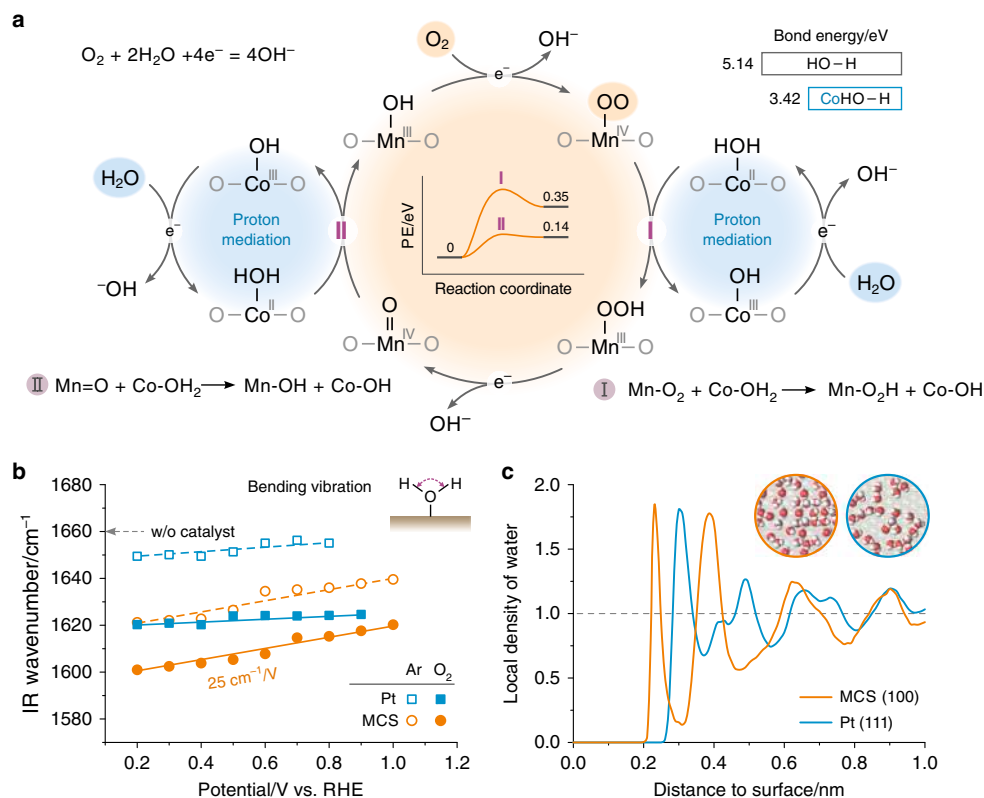 a
O2 + 2H2O +4e− = 4OH−
O2
OH−
e−
Bond energy/eV
5.14 HO–H
3.42 CoHO–H
OH
O–Mn–O
III
OO
O–Mn–O
IV
H2O
OH
O–Co–O
III
Proton
mediation
e−
−OH
HOH
O–Co–O
II
II
PE/eV
I
II
0
0.35
0.14
Reaction coordinate
I
HOH
O–Co–O
II
Proton
mediation
OH
O–Co–O
III
OH−
e−
H2O
O
O–Mn–O
IV
OOH
O–Mn–O
III
e−
OH−
II Mn=O + Co-OH2 → Mn-OH + Co-OH
I Mn-O2 + Co-OH2 → Mn-O2H + Co-OH
b
IR wavenumber/cm−1
1680
1660
1640
1620
1600
1580
Bending vibration
H H
O
w/o catalyst
25 cm−1/V
Ar O2
Pt
MCS
0.2 0.4 0.6 0.8 1.0 1.2
Potential/V vs. RHE
c
Local density of water
2.0
1.5
1.0
0.5
0.0
MCS (100)
Pt (111)
0.0 0.2 0.4 0.6 0.8 1.0
Distance to surface/nm